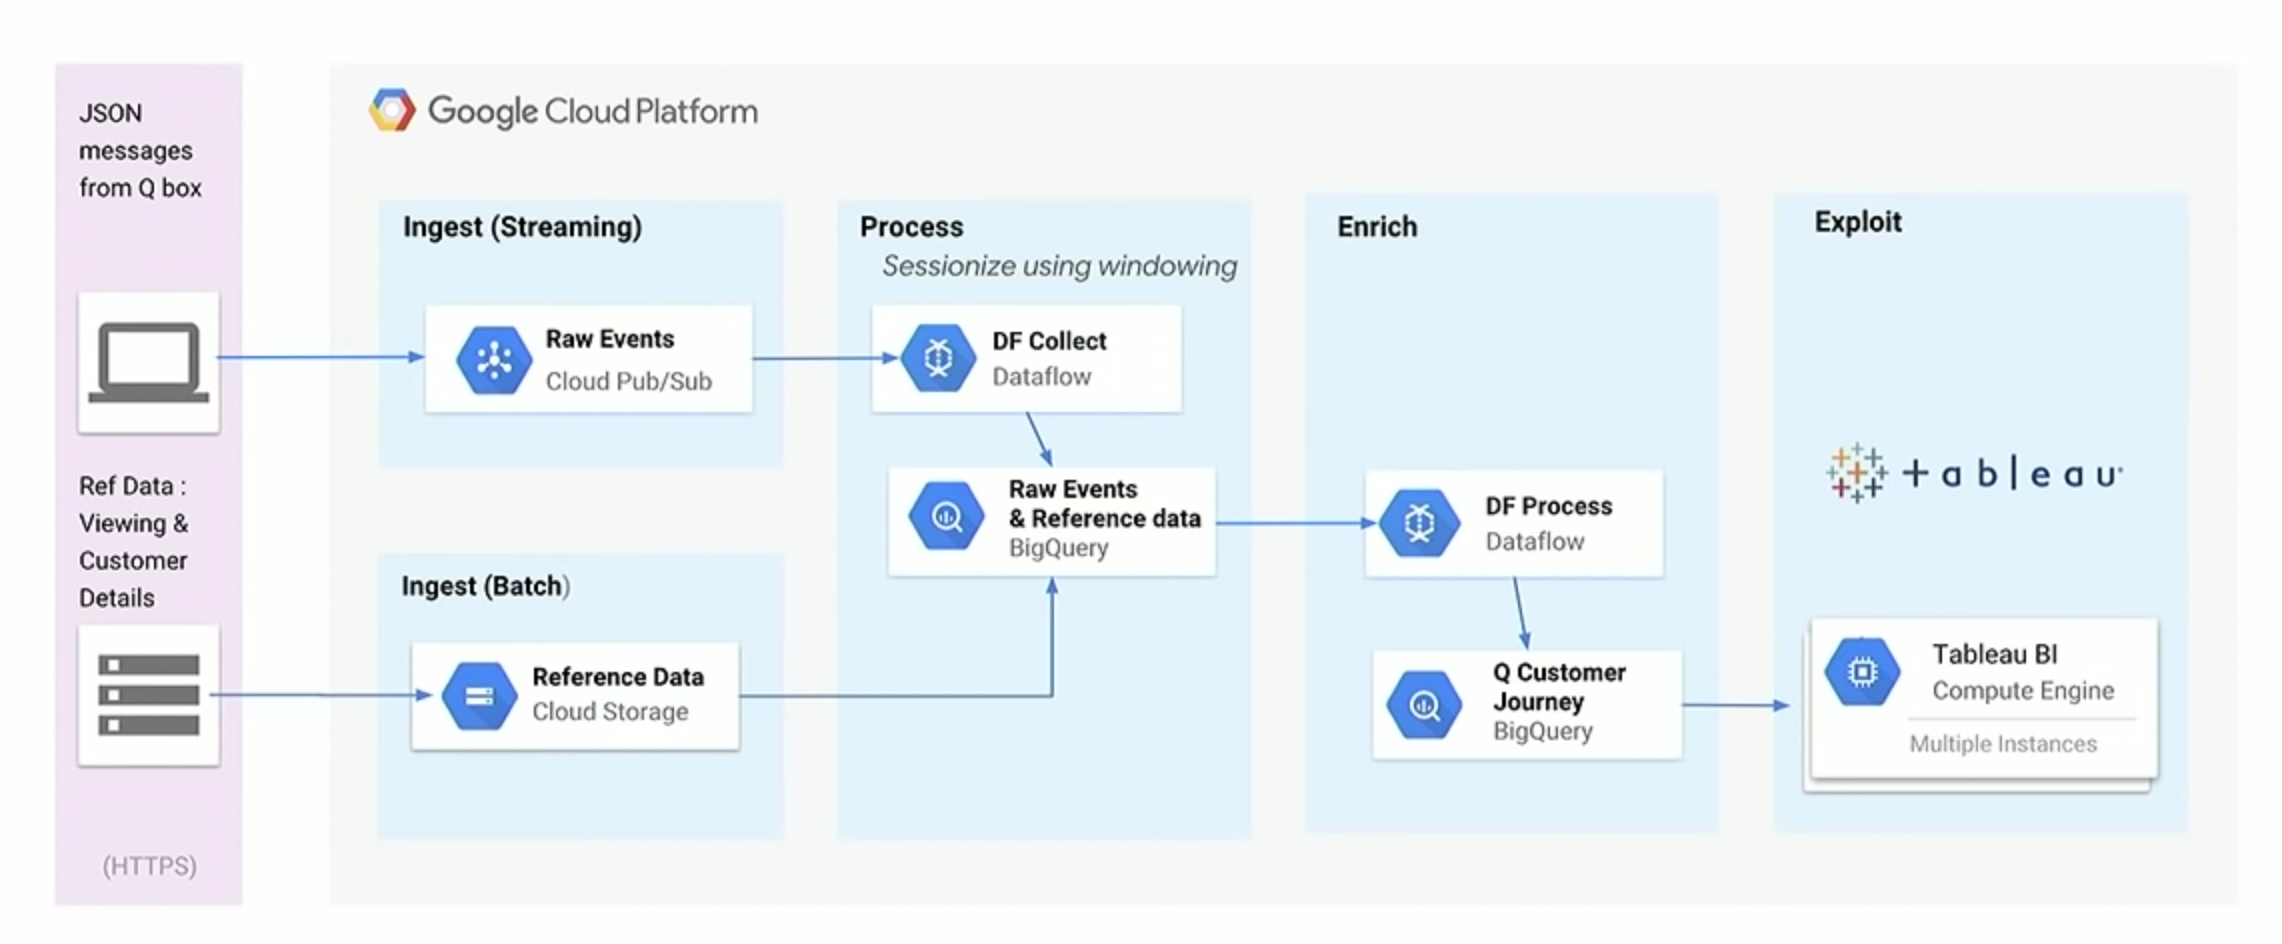 JSON
messages
from Q box
Ref Data :
Viewing &
Customer
Details
(HTTPS)
Google Cloud Platform
Ingest (Streaming)
Raw Events
Cloud Pub/Sub
Ingest (Batch)
Reference Data
Cloud Storage
Process
Sessionize using windowing
DF Collect
Dataflow
Raw Events
& Reference data
BigQuery
Enrich
DF Process
Dataflow
Q Customer
Journey
BigQuery
Exploit
+ a b l e a u
Tableau BI
Compute Engine
Multiple Instances